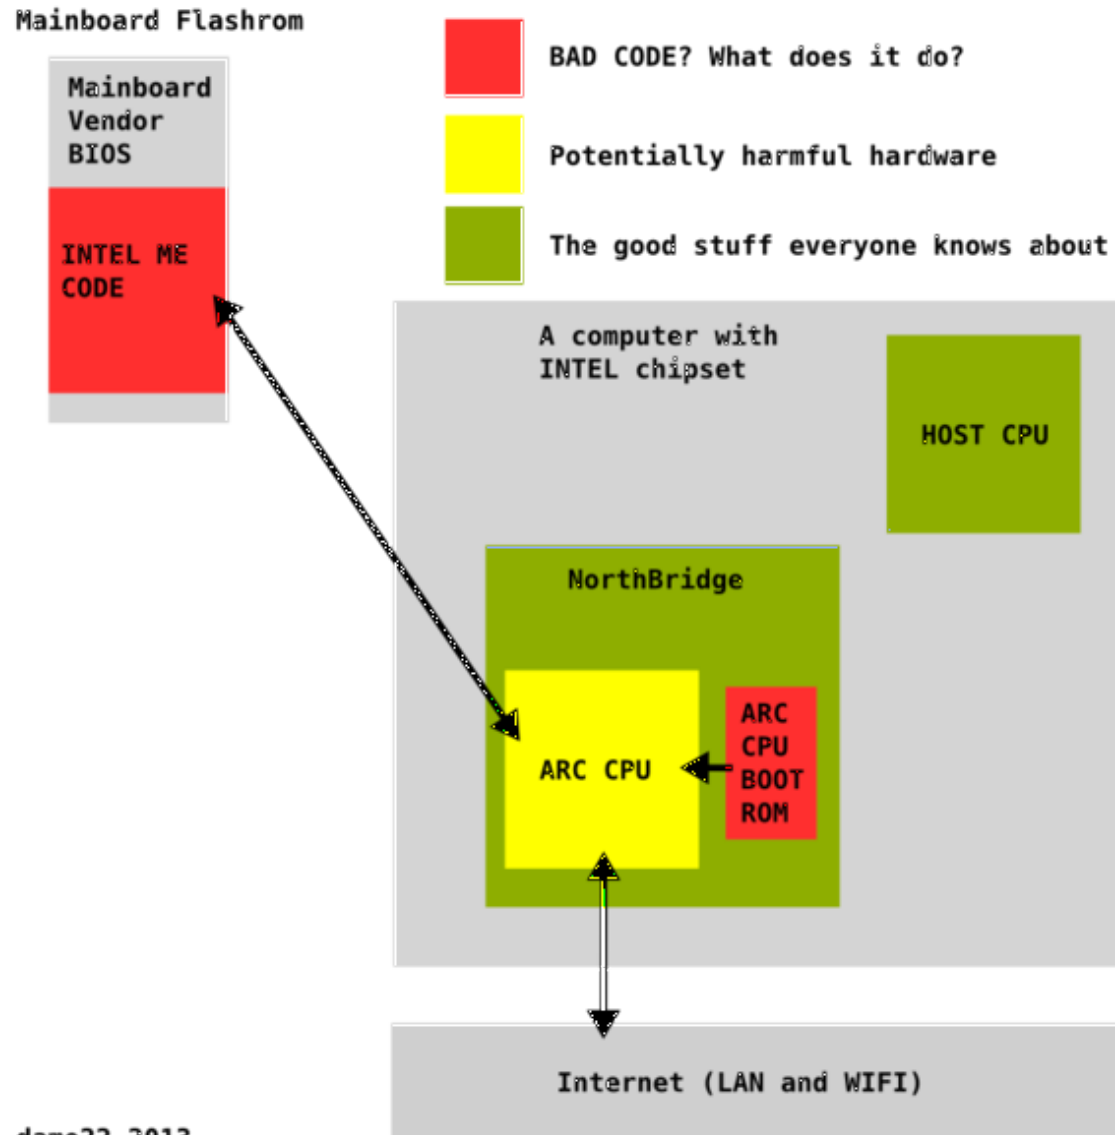 Mainboard Flashrom
Mainboard
Vendor
BIOS
INTEL ME
CODE
BAD CODE? What does it do?
Potentially harmful hardware
The good stuff everyone knows about
A computer with
INTEL chipset
HOST CPU
NorthBridge
ARC CPU
ARC
CPU
BOOT
ROM
Internet (LAN and WIFI)